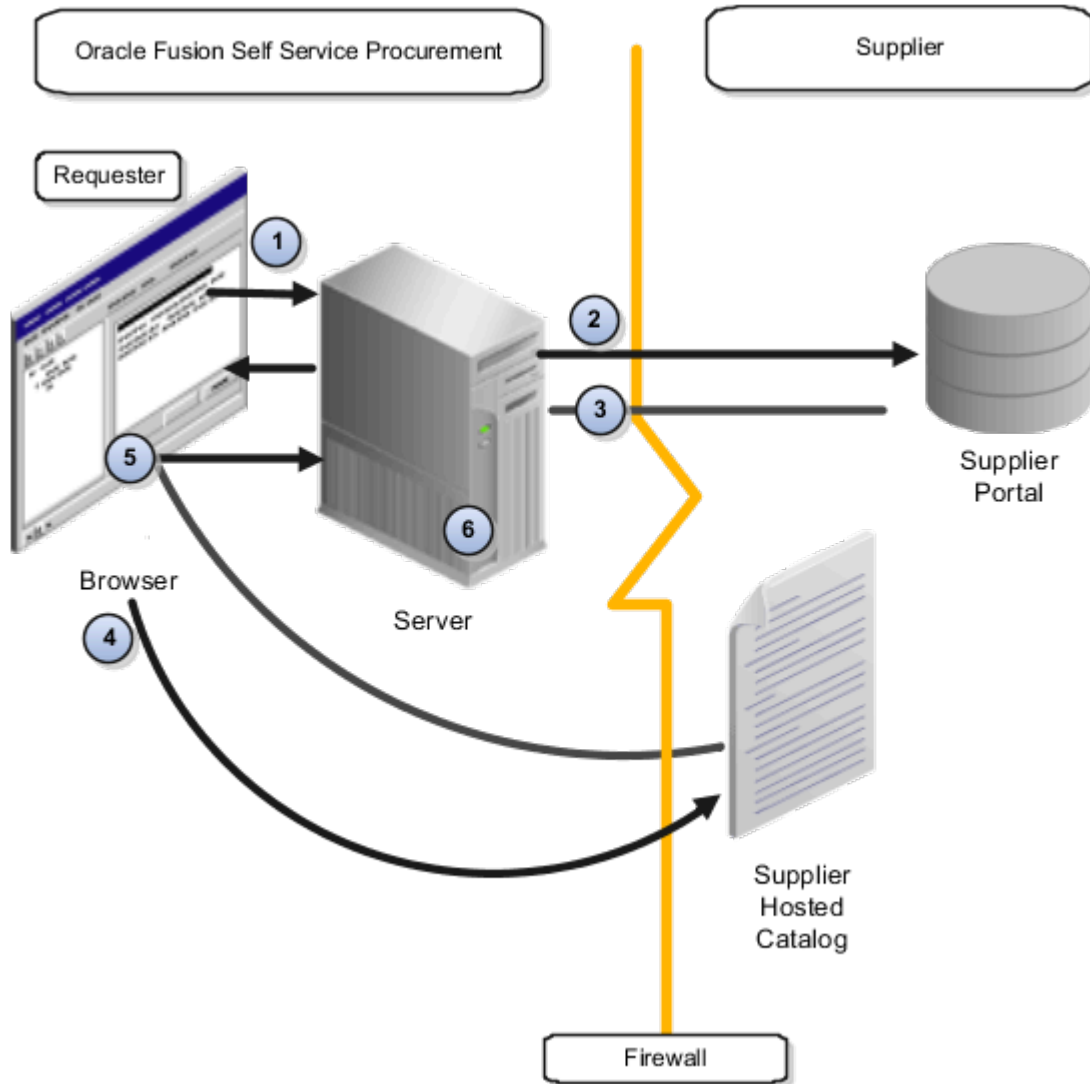 Oracle Fusion Self Service Procurement
Supplier
Requester
1
2
3
5
Supplier
Portal
6
Browser
Server
4
Supplier
Hosted
Catalog
Firewall